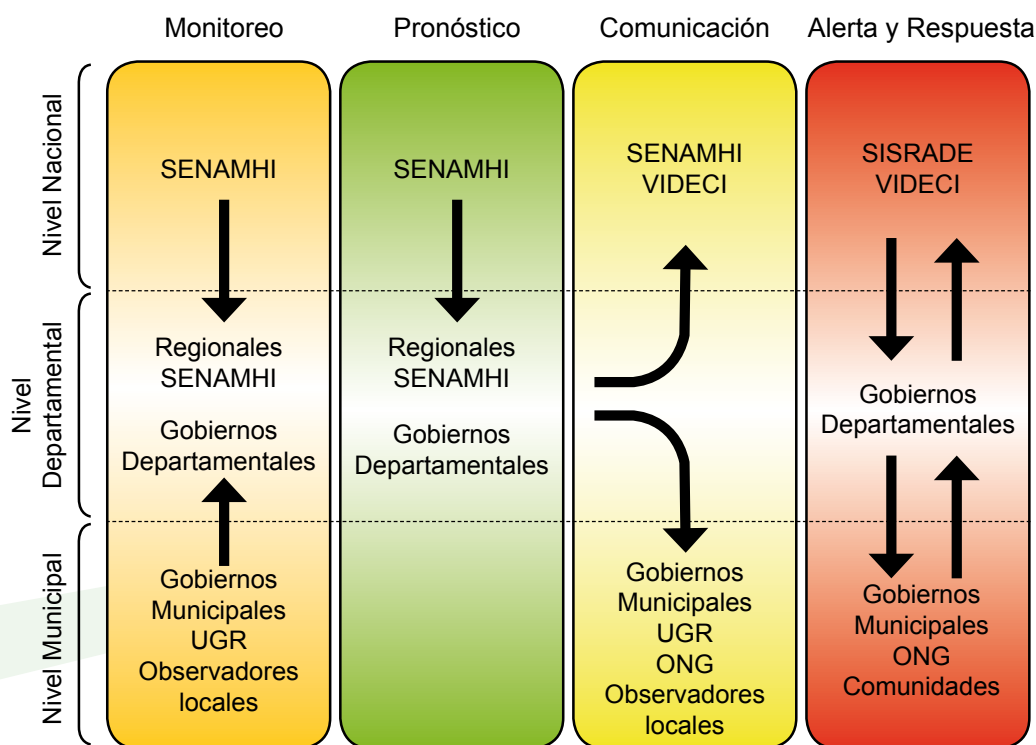 Monitoreo
Pronóstico
Comunicación
Alerta y Respuesta
Nivel Nacional
SENAMHI
SENAMHI
SENAMHI
VIDECI
SISRADE
VIDECI
Nivel
Departamental
Regionales
SENAMHI
Gobiernos
Departamentales
Regionales
SENAMHI
Gobiernos
Departamentales
Gobiernos
Departamentales
Nivel Municipal
Gobiernos
Municipales
UGR
Observadores
locales
Gobiernos
Municipales
UGR
ONG
Observadores
locales
Gobiernos
Municipales
ONG
Comunidades